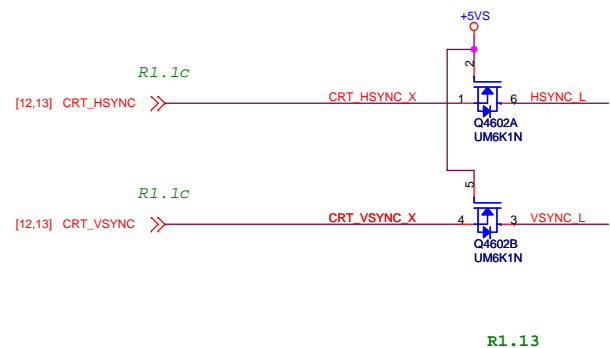 +5VS
R1.1c
2
[12,13] CRT_HSYNC CRT_HSYNC_X 1 6 HSYNC_L
Q4602A
UM6K1N
R1.1c
5
[12,13] CRT_VSYNC CRT_VSYNC_X 4 3 VSYNC_L
Q4602B
UM6K1N
R1.13